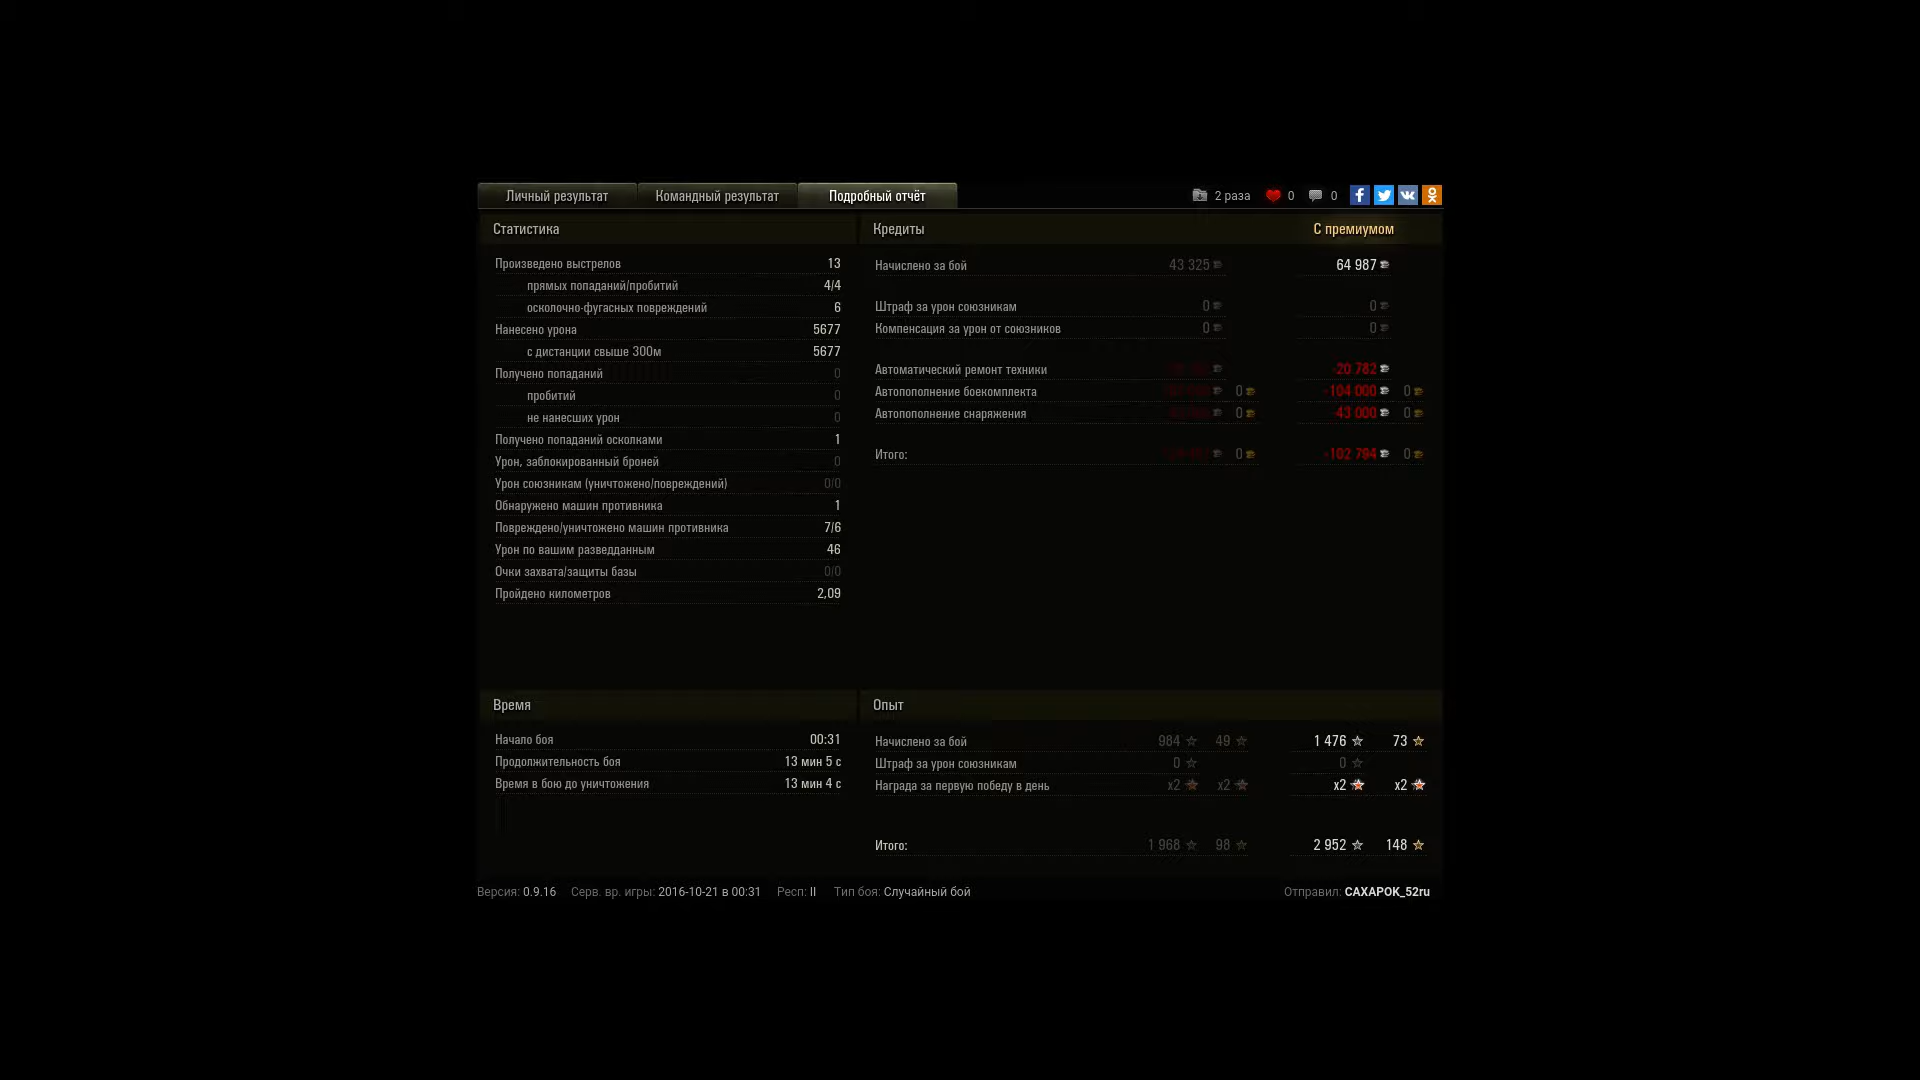 Личный результат Командный результат Подробный отчёт 2 раза 0 0
Статистика
Произведено выстрелов 13
прямых попаданий/пробитий 4/4
осколочно-фугасных повреждений 6
Нанесено урона 5677
с дистанции свыше 300м 5677
Получено попаданий 0
пробитий 0
не нанесших урон 0
Получено попаданий осколками 1
Урон, заблокированный броней 0
Урон союзникам (уничтожено/повреждений) 0/0
Обнаружено машин противника 1
Повреждено/уничтожено машин противника 7/6
Урон по вашим разведданным 46
Очки захвата/защиты базы 0/0
Пройдено километров 2,09
Кредиты С премиумом
Начислено за бой 43 325 64 987
Штраф за урон союзникам 0 0
Компенсация за урон от союзников 0 0
Автоматический ремонт техники -20 782
Автопополнение боекомплекта 0 -104 000 0
Автопополнение снаряжения 0 -43 000 0
Итого: 0 -102 794 0
Время
Начало боя 00:31
Продолжительность боя 13 мин 5 с
Время в бою до уничтожения 13 мин 4 с
Опыт
Начислено за бой 984 49 1 476 73
Штраф за урон союзникам 0 0
Награда за первую победу в день x2 x2 x2 x2
Итого: 1 968 98 2 952 148
Версия: 0.9.16 Серв. вр. игры: 2016-10-21 в 00:31 Респ: II Тип боя: Случайный бой Отправил: CAXAPOK_52ru